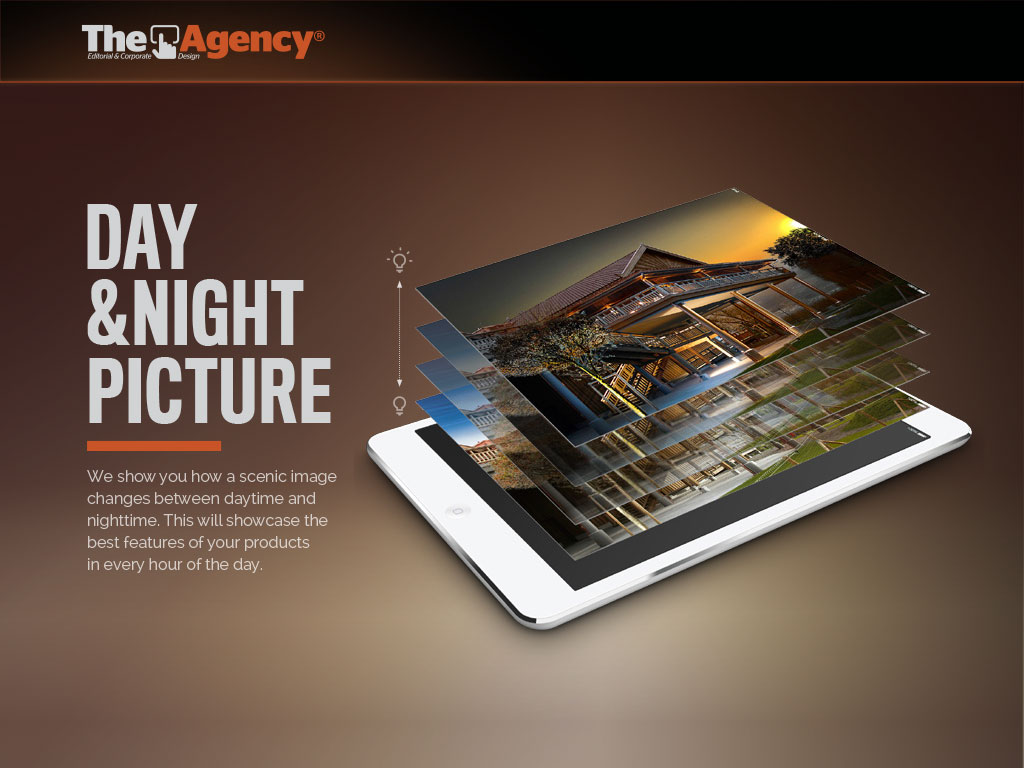 The Agency®
Editorial & Corporate Design
DAY
&NIGHT
PICTURE
We show you how a scenic image
changes between daytime and
nighttime. This will showcase the
best features of your products
in every hour of the day.